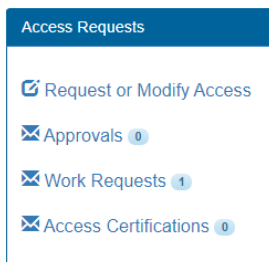 Access Requests
Request or Modify Access
Approvals 0
Work Requests 1
Access Certifications 0